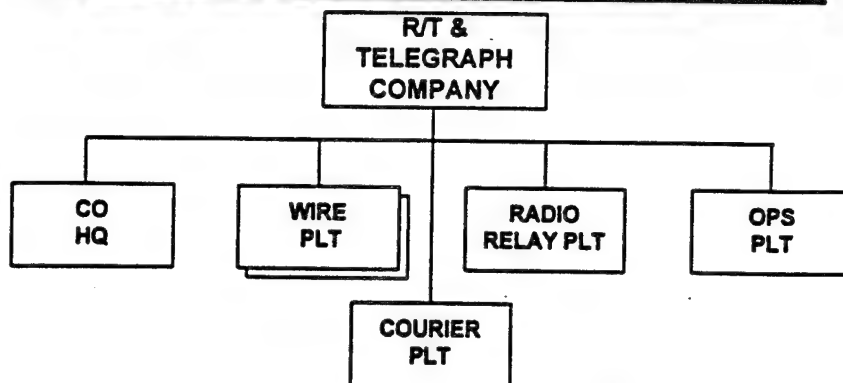 R/T &
TELEGRAPH
COMPANY
CO
HQ
WIRE
PLT
RADIO
RELAY PLT
OPS
PLT
COURIER
PLT